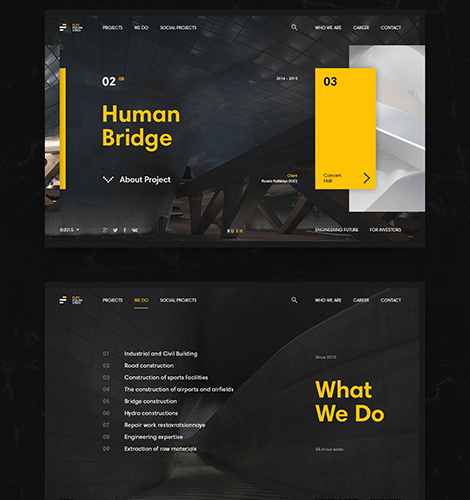 PROJECTS WE DO SOCIAL PROJECTS WHO WE ARE CAREER CONTACT
02 08
2014 – 2015
03
Human
Bridge
Concert
Hall
About Project
Client
Russia Railways (RJD)
©2015
RU EN
ENGINEERING FUTURE FOR INVESTORS
PROJECTS WE DO SOCIAL PROJECTS WHO WE ARE CAREER CONTACT
01 Industrial and Civil Building
02 Road construction
03 Construction of sports facilities
04 The construction of airports and airfields
05 Bridge construction
06 Hydro constructions
07 Repair work restavratsionnaye
08 Engineering expertise
09 Extraction of raw materials
Since 2010
What
We Do
All of our works